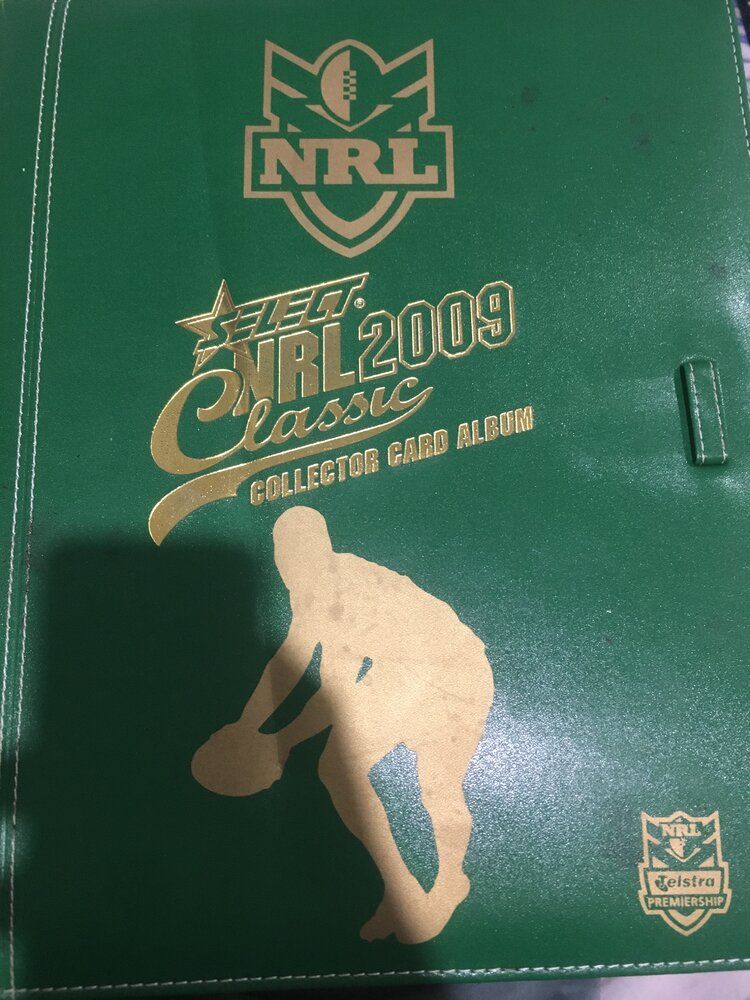 NRL
SELECT®
NRL 2009
Classic
COLLECTOR CARD ALBUM
NRL
Telstra
PREMIERSHIP